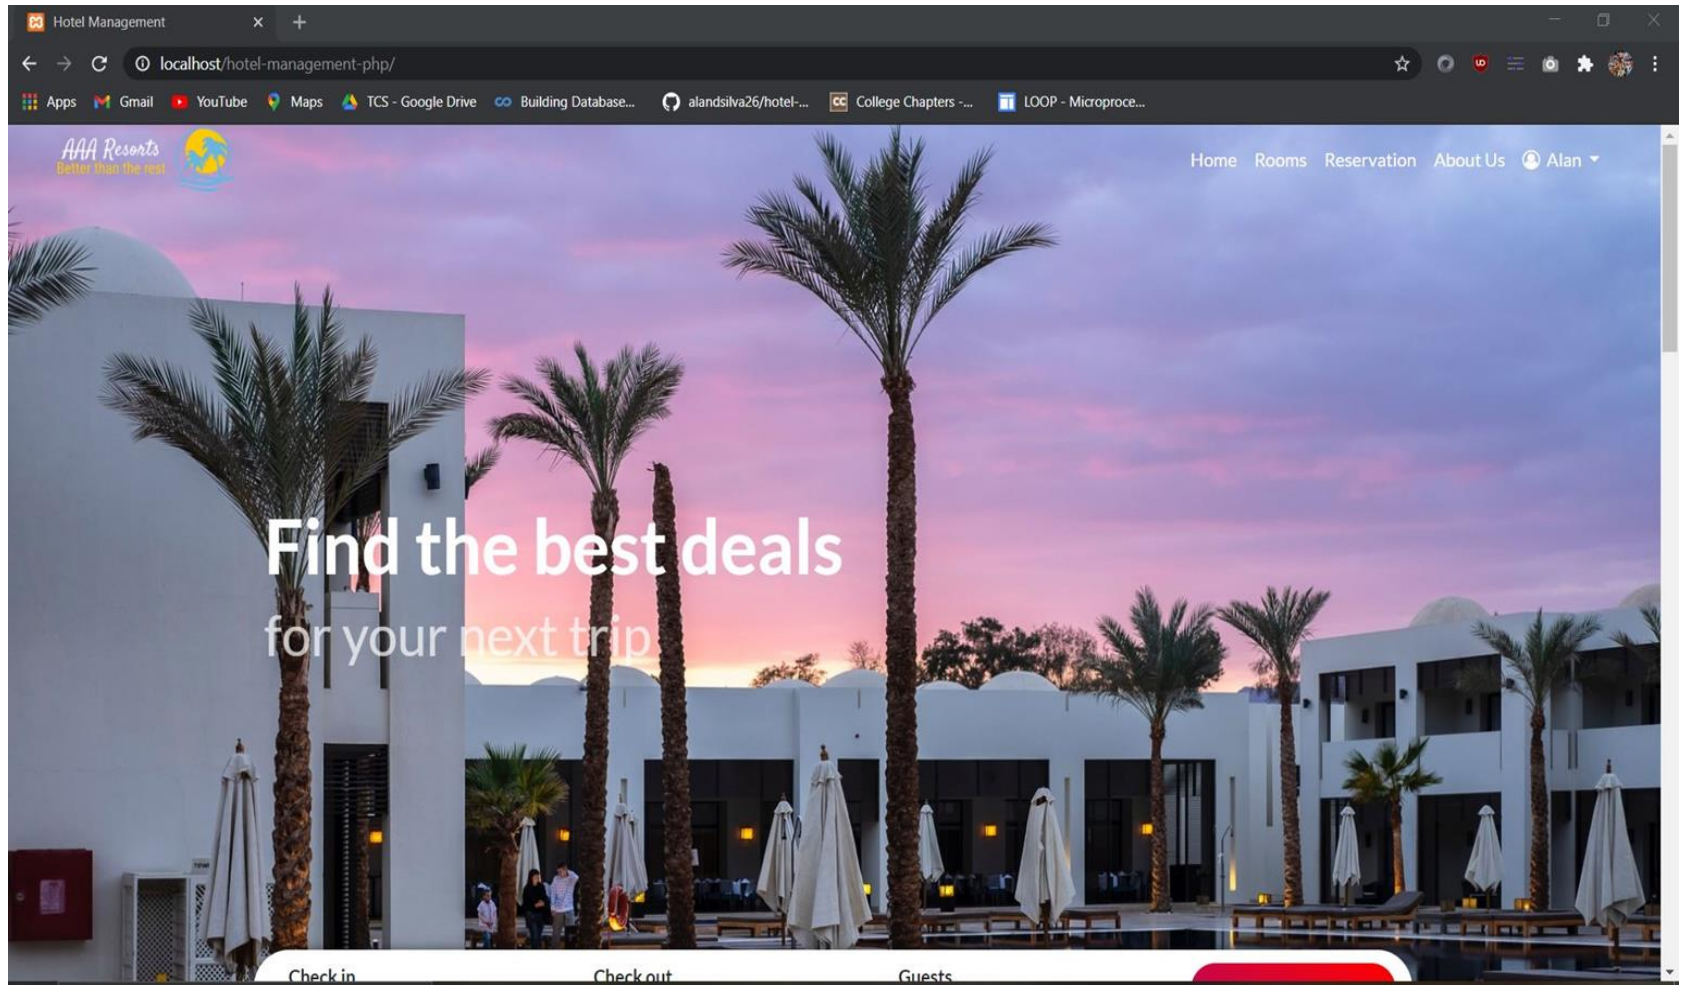 Hotel Management
localhost/hotel-management-php/
Apps Gmail YouTube Maps TCS - Google Drive Building Database... alandsilva26/hotel-... College Chapters -... LOOP - Microproce...
AAA Resorts
Better than the rest
Home Rooms Reservation About Us Alan
Find the best deals
for your next trip
Check in Check out Guests